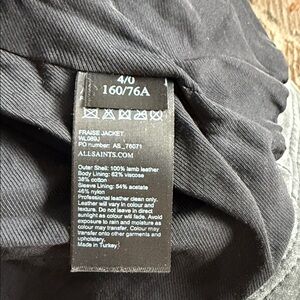 4/0
160/76A
FRAISE JACKET
WL089J
PO number: AS_76071
ALLSAINTS.COM
Outer Shell: 100% lamb leather
Body Lining: 62% viscose
38% cotton
Sleeve Lining: 54% acetate
46% nylon
Professional leather clean only.
Leather will vary in colour and
texture. Do not leave in direct
sunlight as colour will fade. Avoid
exposure to rain and moisture as
colour may transfer. Colour may
transfer onto other garments and
upholstery.
Made in Turkey